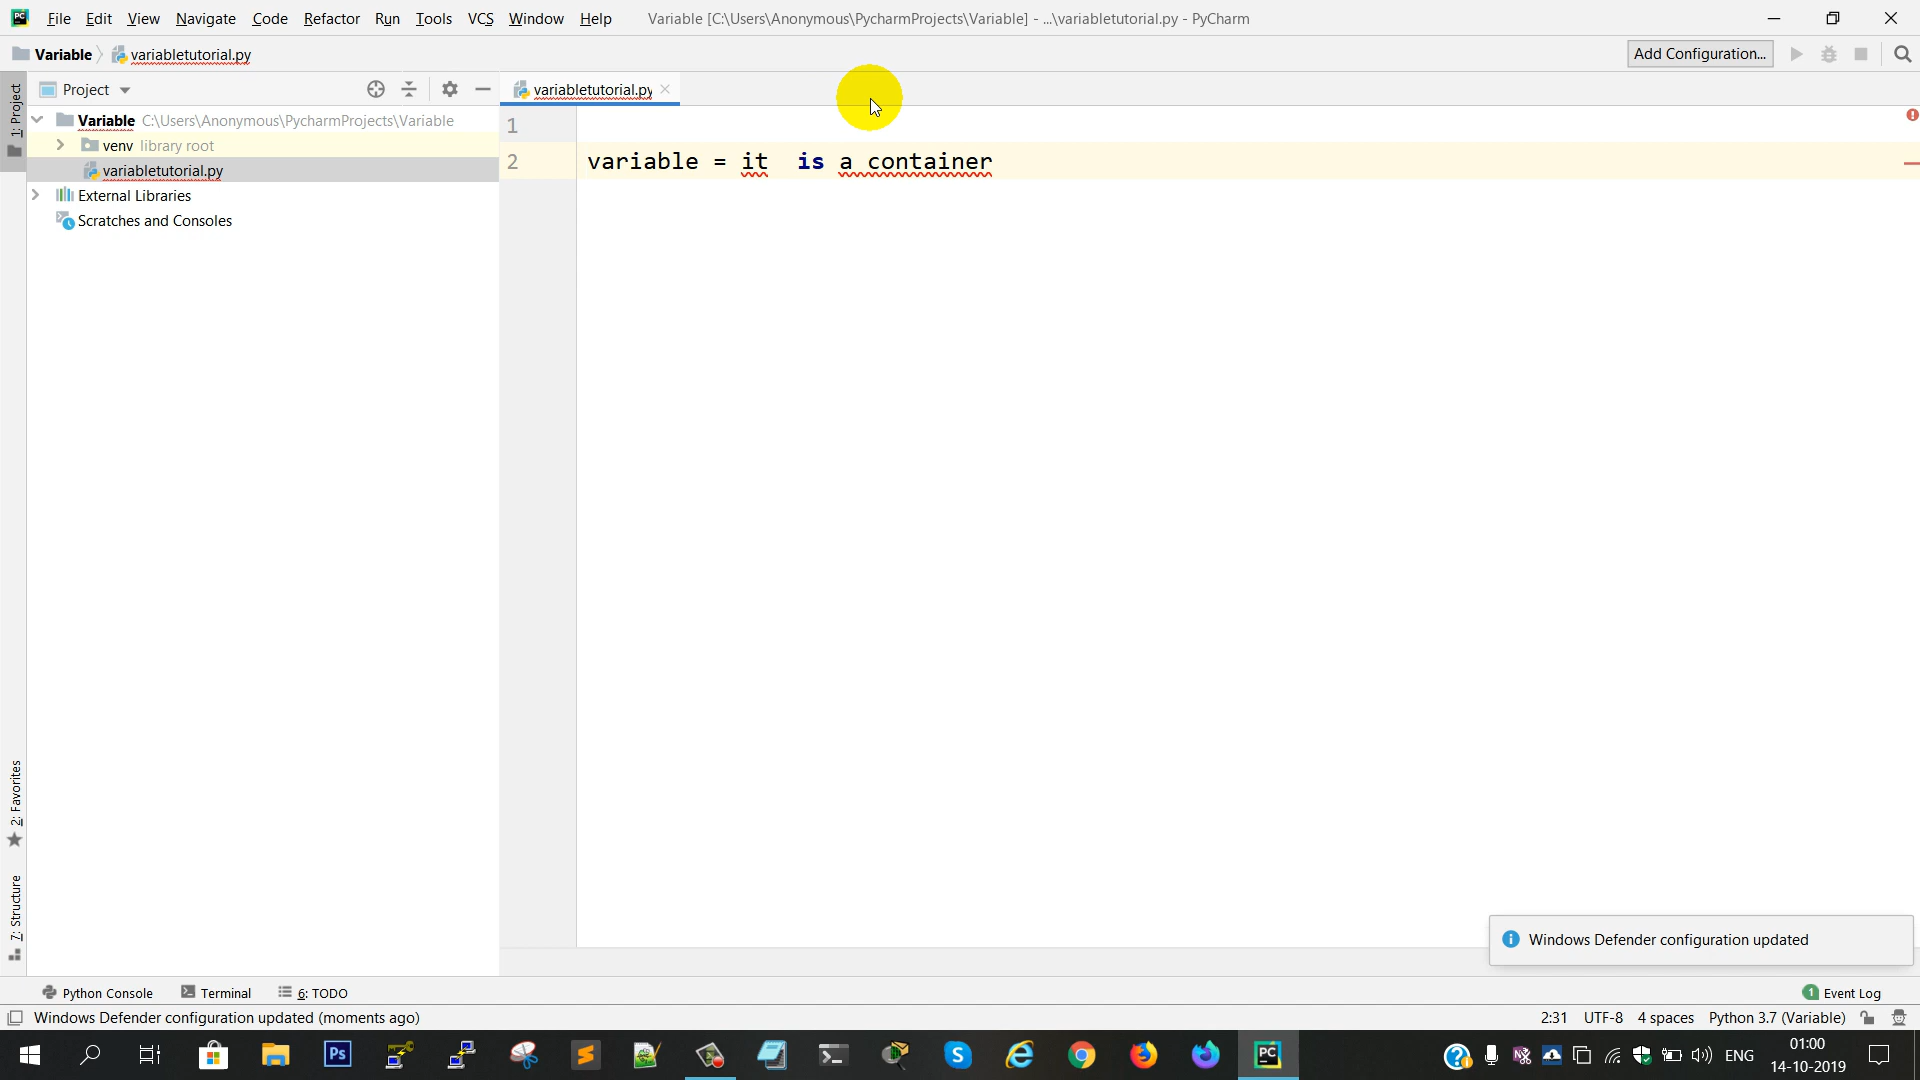 PC File Edit View Navigate Code Refactor Run Tools VCS Window Help Variable [C:\Users\Anonymous\PycharmProjects\Variable] - ...\variabletutorial.py - PyCharm
Variable variabletutorial.py Add Configuration...
1: Project
Project variabletutorial.py
Variable C:\Users\Anonymous\PycharmProjects\Variable
venv library root
variabletutorial.py
External Libraries
Scratches and Consoles
1
2 variable = it  is a container
2: Favorites
7: Structure
Windows Defender configuration updated
Python Console Terminal 6: TODO 1 Event Log
Windows Defender configuration updated (moments ago) 2:31 UTF-8 4 spaces Python 3.7 (Variable)
Ps PC ENG 01:00
14-10-2019